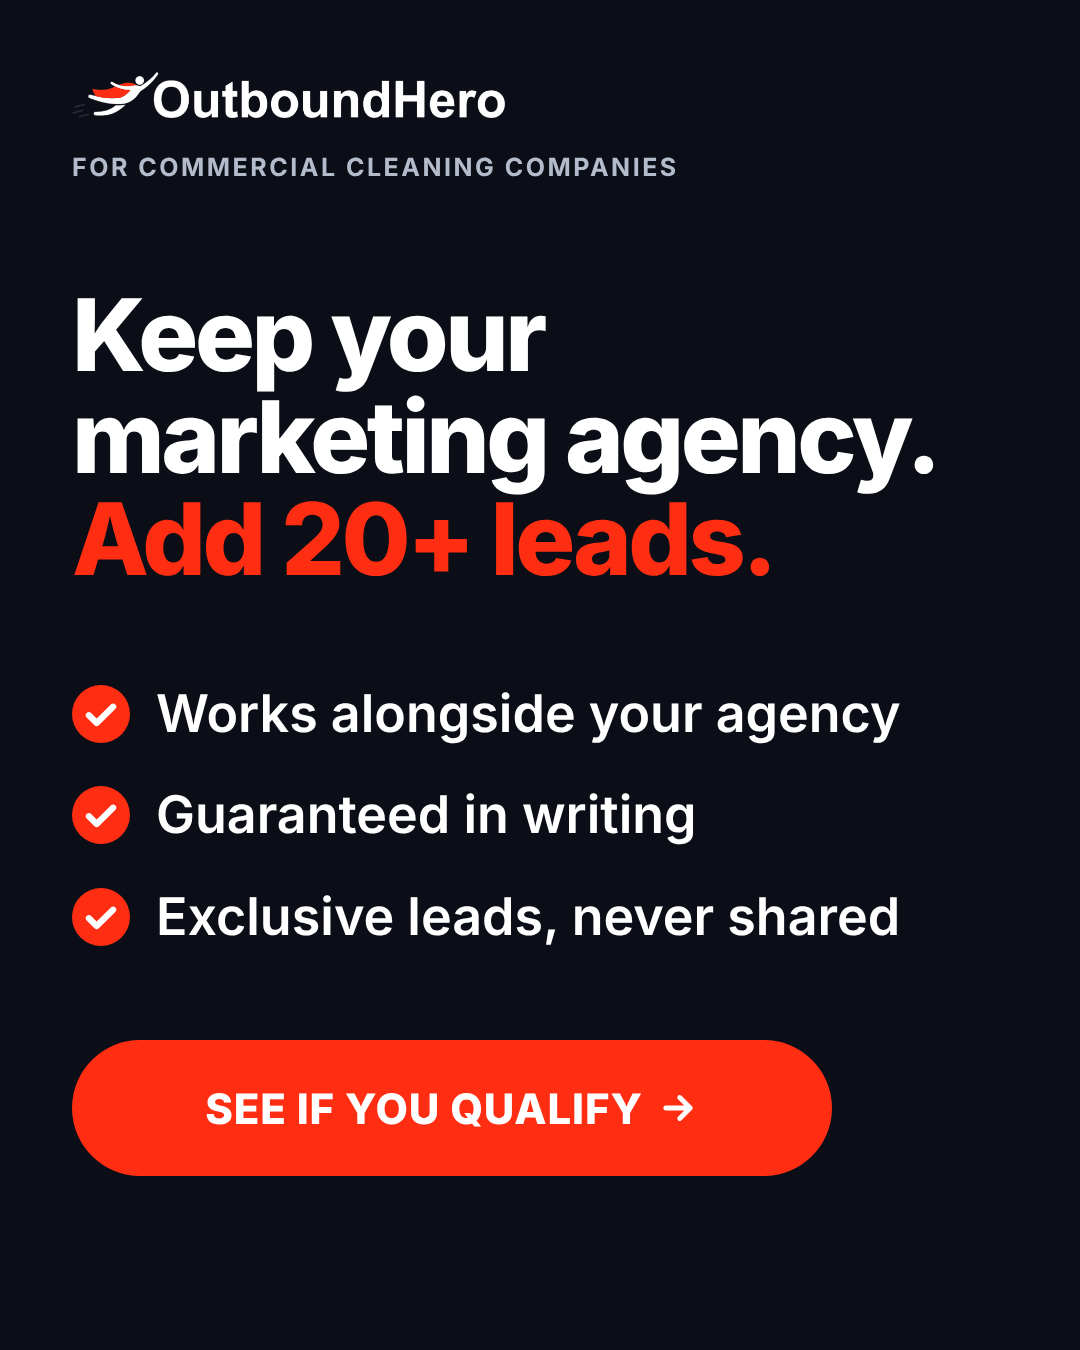 OutboundHero
FOR COMMERCIAL CLEANING COMPANIES
Keep your
marketing agency.
Add 20+ leads.
Works alongside your agency
Guaranteed in writing
Exclusive leads, never shared
SEE IF YOU QUALIFY →